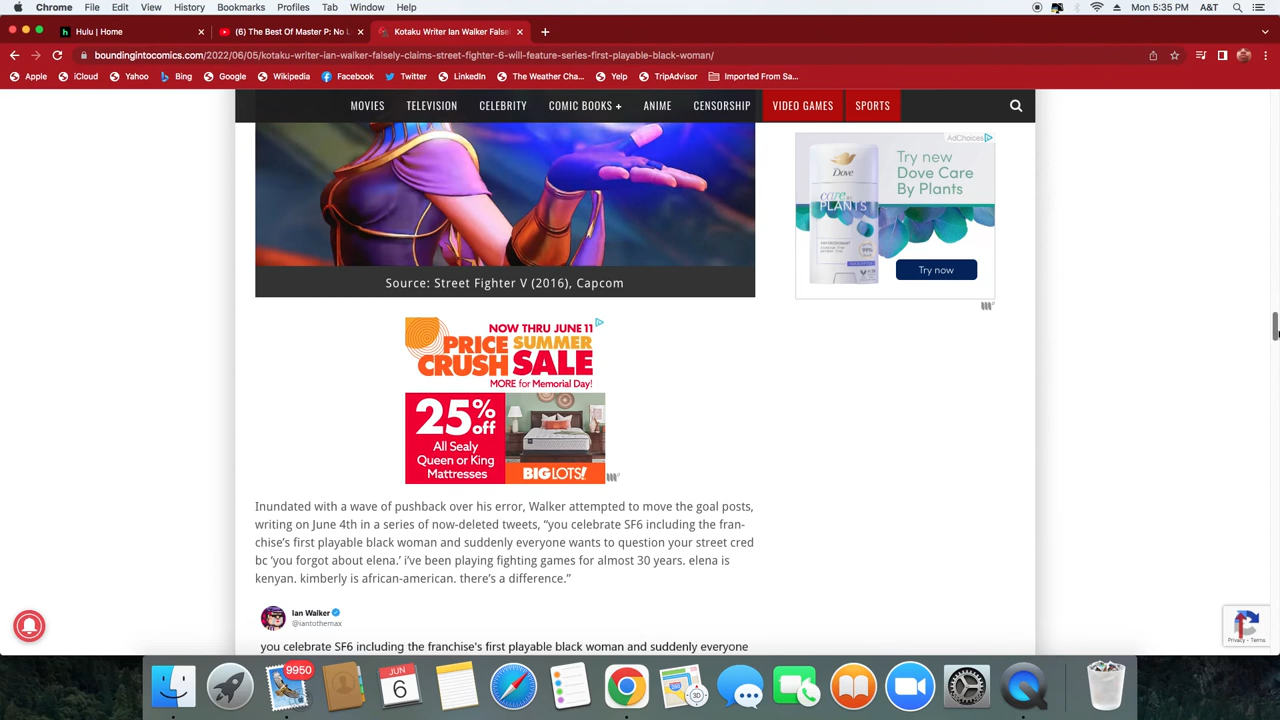 Chrome File Edit View History Bookmarks Profiles Tab Window Help Mon 5:35 PM A&T
Hulu | Home
(6) The Best Of Master P: No L
Kotaku Writer Ian Walker False
boundingintocomics.com/2022/06/05/kotaku-writer-ian-walker-falsely-claims-street-fighter-6-will-feature-series-first-playable-black-woman/
Apple iCloud Yahoo Bing Google Wikipedia Facebook Twitter LinkedIn The Weather Cha... Yelp TripAdvisor Imported From Sa...
MOVIES TELEVISION CELEBRITY COMIC BOOKS + ANIME CENSORSHIP VIDEO GAMES SPORTS
AdChoices
Dove
care by
PLANTS
Try new
Dove Care
By Plants
Try now
Source: Street Fighter V (2016), Capcom
NOW THRU JUNE 11
PRICE
CRUSH
SUMMER
SALE
MORE for Memorial Day!
25%
off
All Sealy
Queen or King
Mattresses
BIGLOTS!
Inundated with a wave of pushback over his error, Walker attempted to move the goal posts,
writing on June 4th in a series of now-deleted tweets, “you celebrate SF6 including the fran-
chise’s first playable black woman and suddenly everyone wants to question your street cred
bc ‘you forgot about elena.’ i’ve been playing fighting games for almost 30 years. elena is
kenyan. kimberly is african-american. there’s a difference.”
Ian Walker
@iantothemax
you celebrate SF6 including the franchise's first playable black woman and suddenly everyone
Privacy - Terms
9950
JUN
6
3D